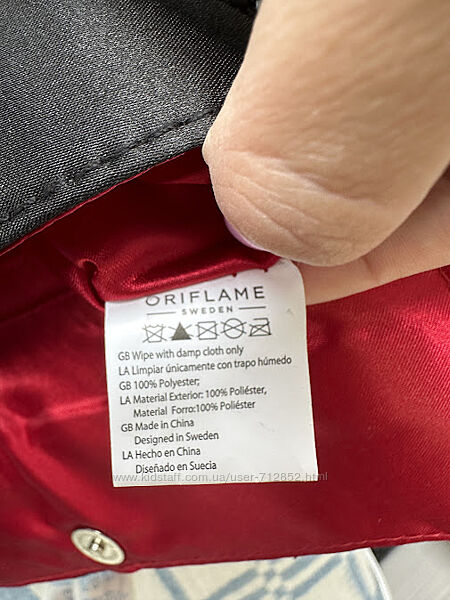 ORIFLAME
SWEDEN
GB Wipe with damp cloth only
LA Limpiar únicamente con trapo húmedo
GB 100% Polyester;
LA Material Exterior: 100% Poliéster,
Material Forro:100% Poliéster
GB Made in China
Designed in Sweden
LA Hecho en China
Diseñado en Suecia
www.kidstaff.com.ua/user-712852.html